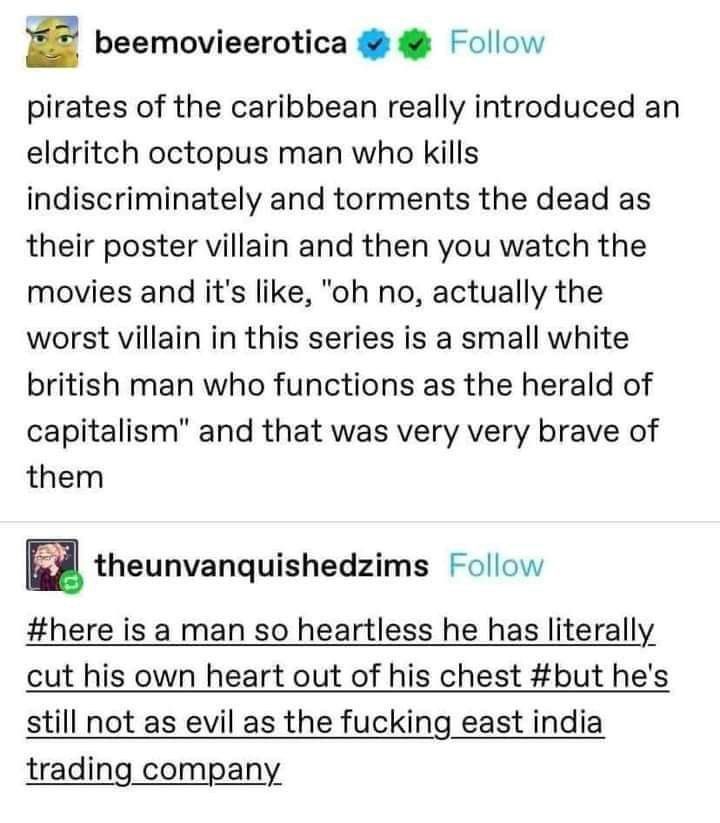 beemovieerotica Follow
pirates of the caribbean really introduced an
eldritch octopus man who kills
indiscriminately and torments the dead as
their poster villain and then you watch the
movies and it's like, "oh no, actually the
worst villain in this series is a small white
british man who functions as the herald of
capitalism" and that was very very brave of
them
theunvanquishedzims Follow
#here is a man so heartless he has literally
cut his own heart out of his chest #but he's
still not as evil as the fucking east india
trading company